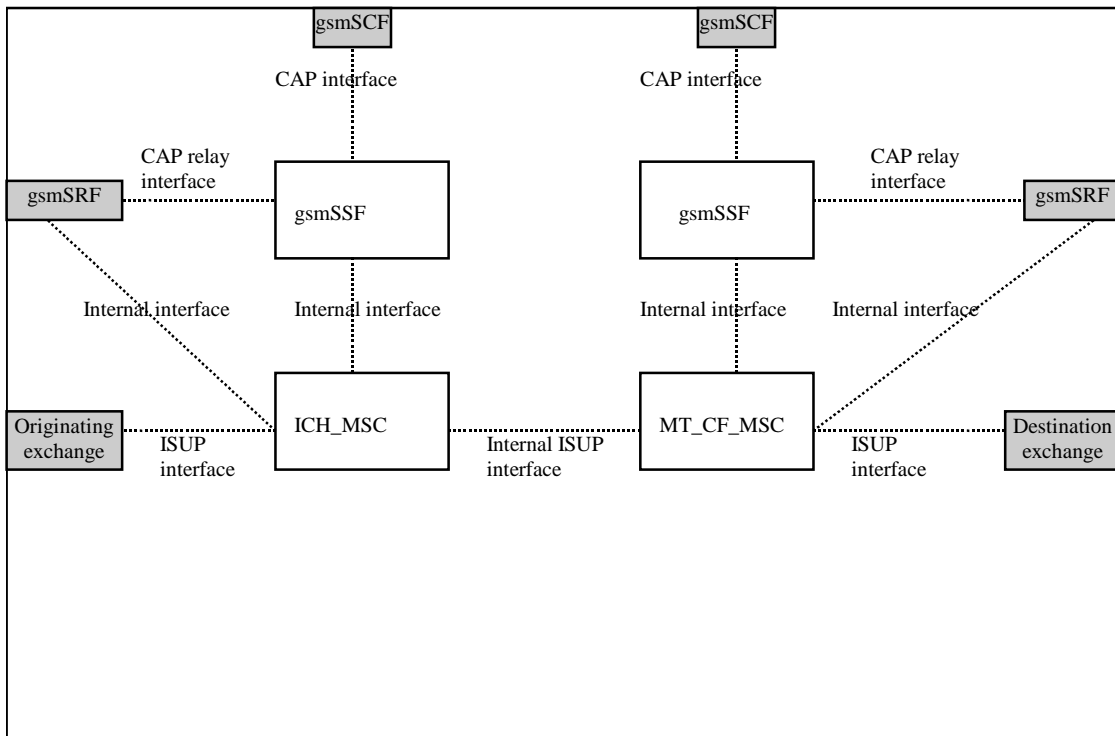 gsmSCF
gsmSCF
CAP interface
CAP interface
CAP relay
interface
CAP relay
interface
gsmSRF
gsmSSF
gsmSSF
gsmSRF
Internal interface
Internal interface
Internal interface
Internal interface
Originating
exchange
ISUP
interface
ICH_MSC
Internal ISUP
interface
MT_CF_MSC
ISUP
interface
Destination
exchange